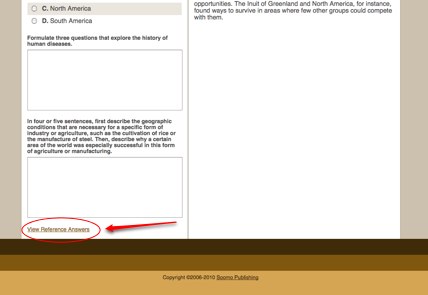 C. North America
D. South America
Formulate three questions that explore the history of
human diseases.
In four or five sentences, first describe the geographic
conditions that are necessary for a specific form of
industry or agriculture, such as the cultivation of rice or
the manufacture of steel. Then, describe why a certain
area of the world was especially successful in this form
of agriculture or manufacturing.
View Reference Answers
opportunities. The Inuit of Greenland and North America, for instance,
found ways to survive in areas where few other groups could compete
with them.
Copyright ©2006-2010 Soomo Publishing